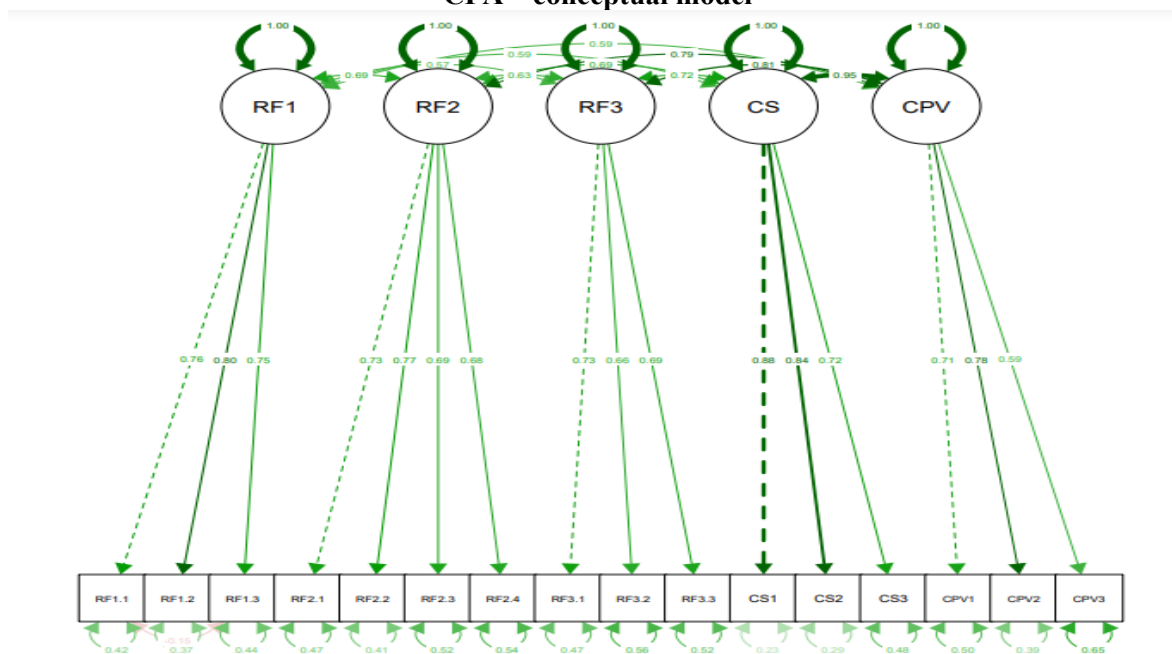 CFA – conceptual model
1.00 1.00 1.00 1.00 1.00
0.59
0.59 0.79
0.57 0.69 0.81
0.69 0.63 0.72 0.95
RF1 RF2 RF3 CS CPV
0.76 0.80 0.75 0.73 0.77 0.69 0.68 0.73 0.66 0.69 0.88 0.84 0.72 0.71 0.78 0.59
RF1.1 RF1.2 RF1.3 RF2.1 RF2.2 RF2.3 RF2.4 RF3.1 RF3.2 RF3.3 CS1 CS2 CS3 CPV1 CPV2 CPV3
-0.15
0.42 0.37 0.44 0.47 0.41 0.52 0.54 0.47 0.56 0.52 0.23 0.29 0.48 0.50 0.39 0.65